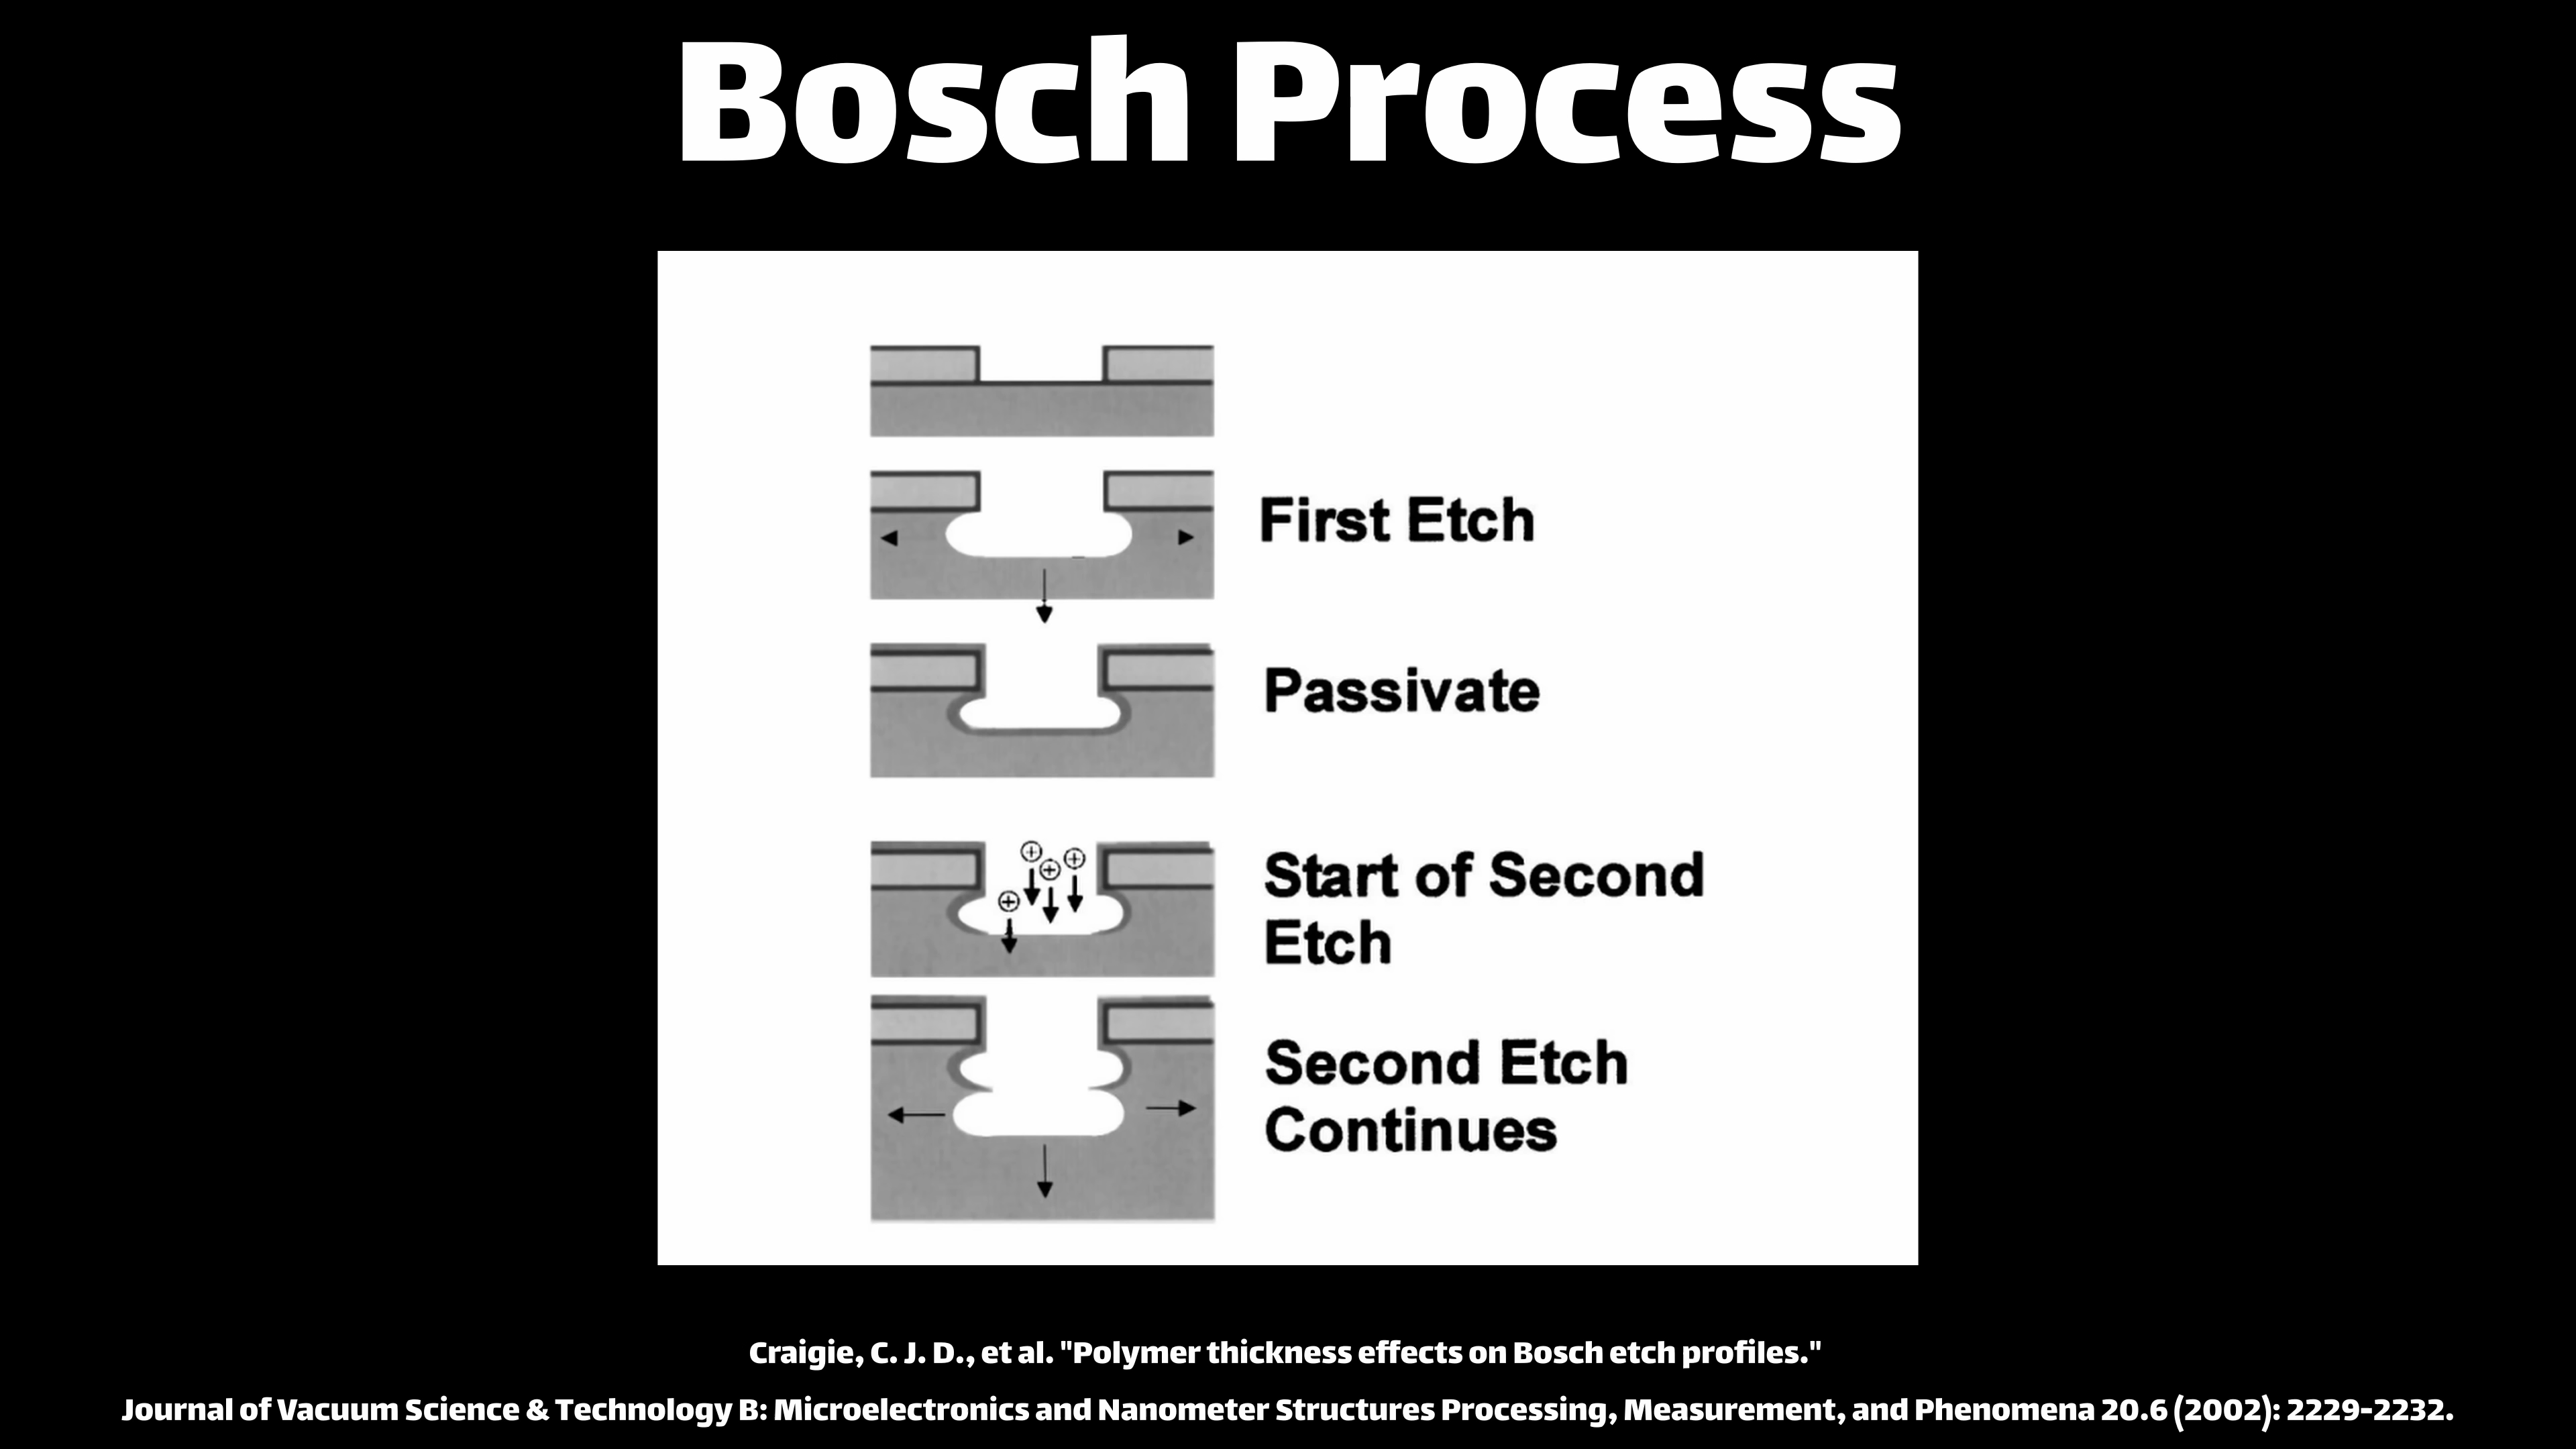 Bosch Process
First Etch
Passivate
Start of Second
Etch
Second Etch
Continues
Craigie, C. J. D., et al. "Polymer thickness effects on Bosch etch profiles."
Journal of Vacuum Science & Technology B: Microelectronics and Nanometer Structures Processing, Measurement, and Phenomena 20.6 (2002): 2229-2232.